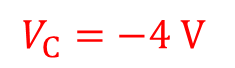 V_C = −4 V